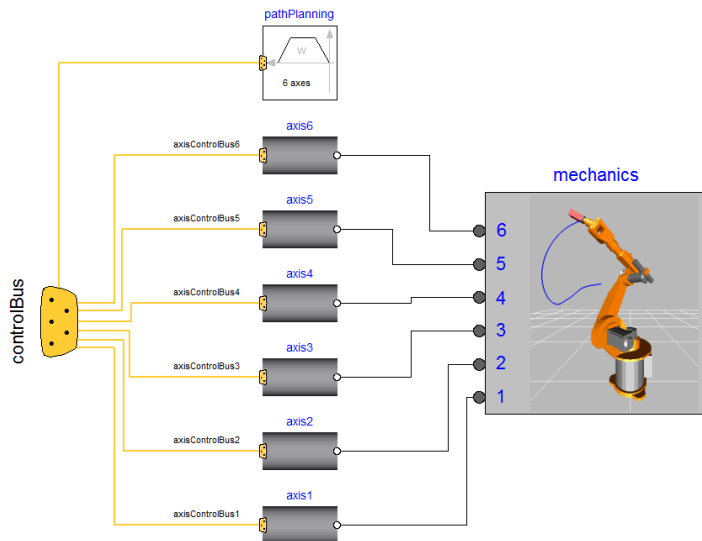 pathPlanning
W
6 axes
axis6
axisControlBus6
mechanics
axis5
axisControlBus5
6
5
axis4
axisControlBus4
4
controlBus
axis3
3
axisControlBus3
2
axis2
1
axisControlBus2
axis1
axisControlBus1